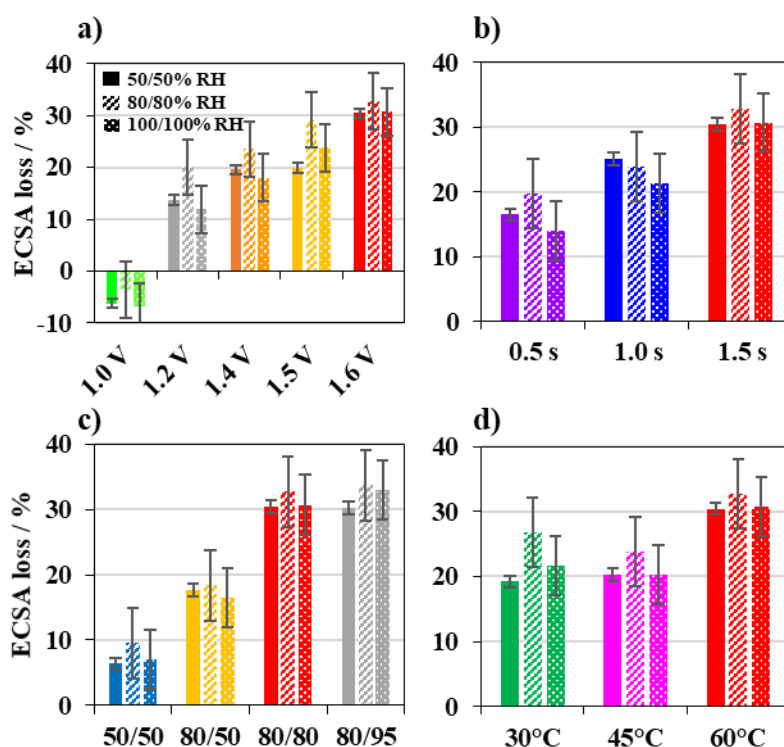 a)
ECSA loss / %
40
30
20
10
0
-10
50/50% RH
80/80% RH
100/100% RH
1.0 V
1.2 V
1.4 V
1.5 V
1.6 V
b)
40
30
20
10
0
0.5 s
1.0 s
1.5 s
c)
ECSA loss / %
40
30
20
10
0
50/50
80/50
80/80
80/95
d)
40
30
20
10
0
30°C
45°C
60°C